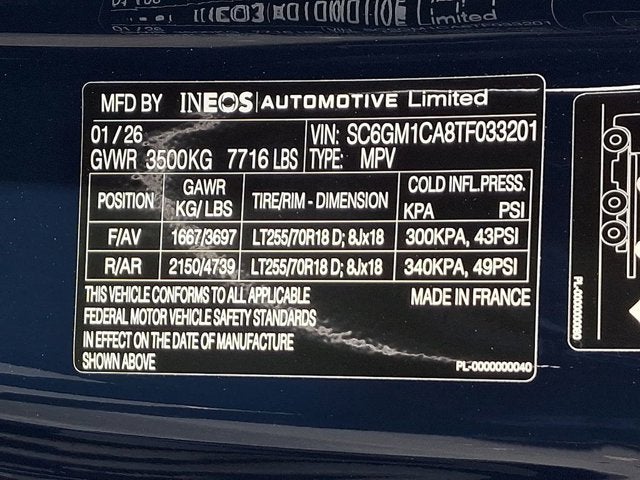 MFD BY INEOS | AUTOMOTIVE Limited
01 / 26 VIN: SC6GM1CA8TF033201
GVWR 3500KG 7716 LBS TYPE: MPV
POSITION GAWR KG/ LBS TIRE/RIM - DIMENSION COLD INFL.PRESS. KPA PSI
F/AV 1667/3697 LT255/70R18 D; 8Jx18 300KPA, 43PSI
R/AR 2150/4739 LT255/70R18 D; 8Jx18 340KPA, 49PSI
THIS VEHICLE CONFORMS TO ALL APPLICABLE MADE IN FRANCE
FEDERAL MOTOR VEHICLE SAFETY STANDARDS
IN EFFECT ON THE DATE OF MANUFACTURE
SHOWN ABOVE
PL-0000000040
PL-0000000060